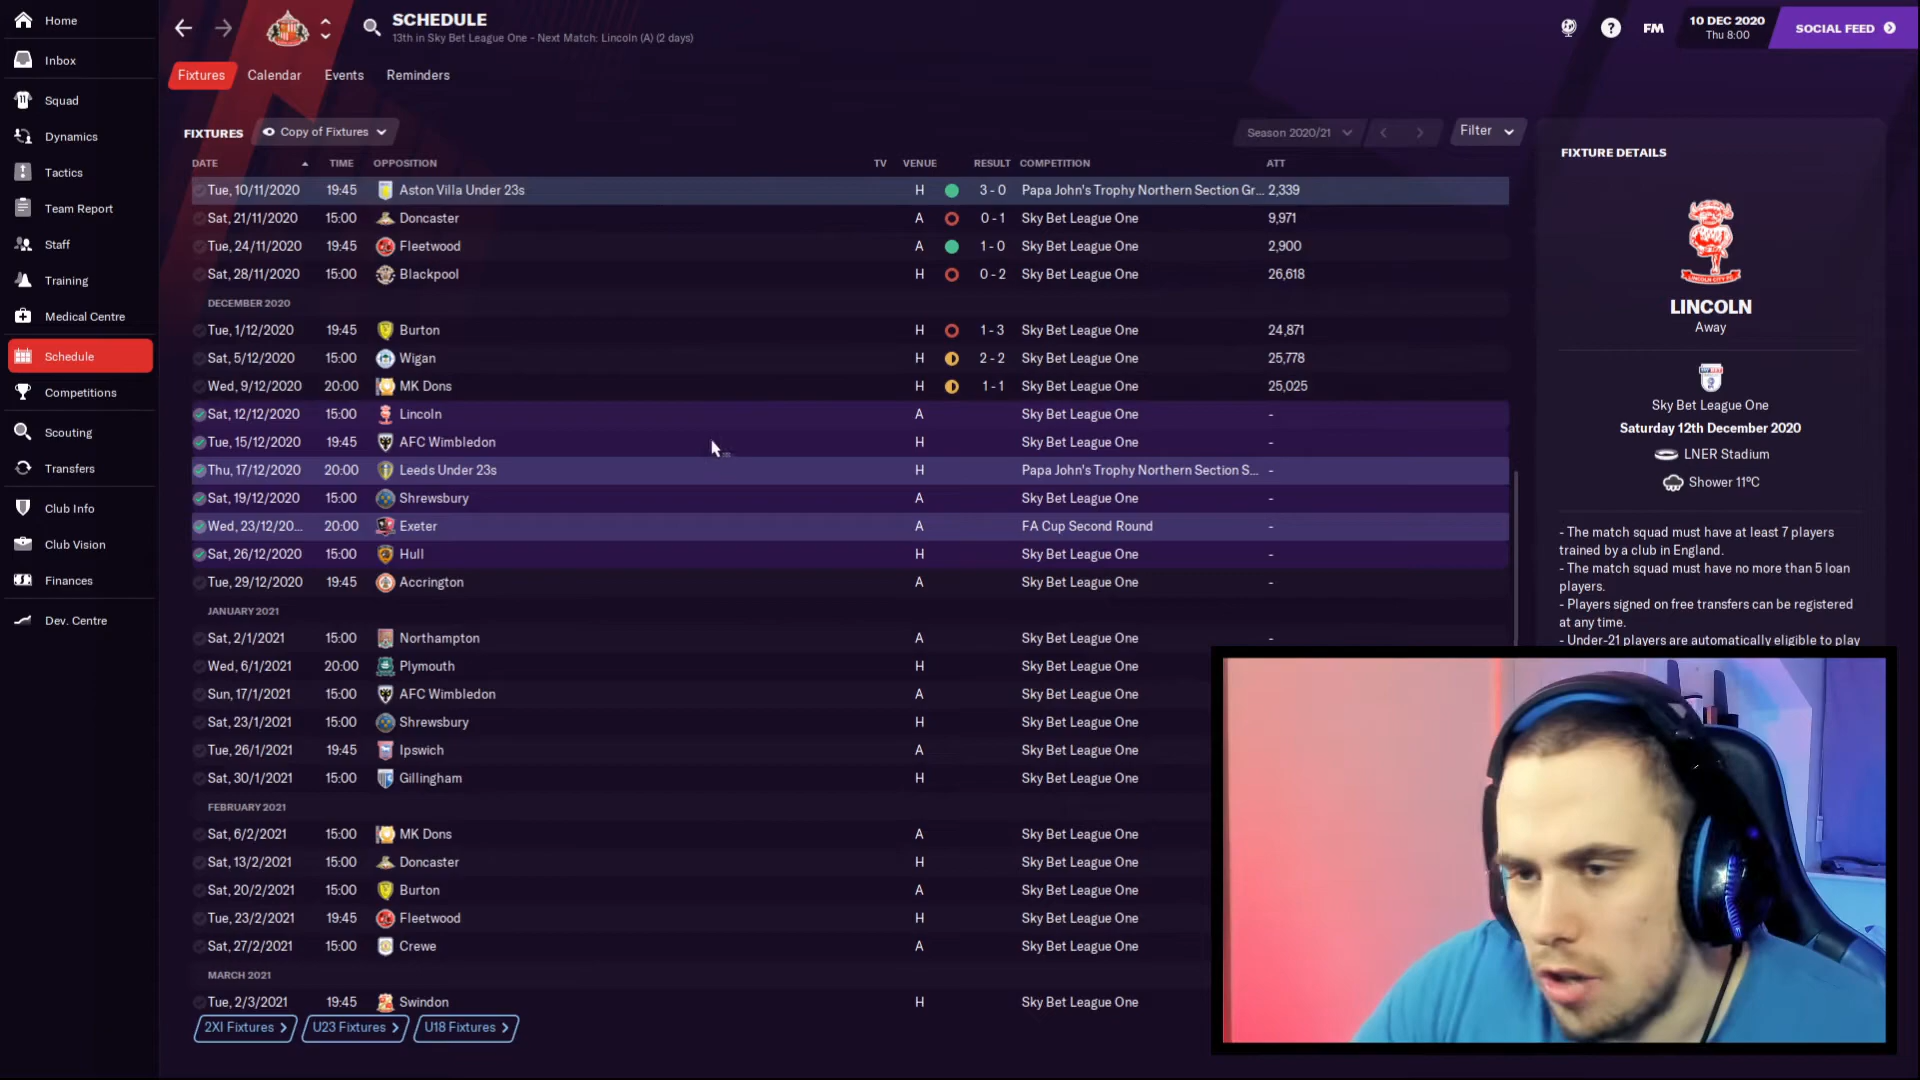 Home
Inbox
Squad
Dynamics
Tactics
Team Report
Staff
Training
Medical Centre
Schedule
Competitions
Scouting
Transfers
Club Info
Club Vision
Finances
Dev. Centre
SCHEDULE
13th in Sky Bet League One - Next Match: Lincoln (A) (2 days)
FM
10 DEC 2020
Thu 8:00
SOCIAL FEED
Fixtures Calendar Events Reminders
FIXTURES Copy of Fixtures Season 2020/21 Filter
DATE TIME OPPOSITION TV VENUE RESULT COMPETITION ATT
Tue, 10/11/2020 19:45 Aston Villa Under 23s H 3 - 0 Papa John's Trophy Northern Section Gr... 2,339
Sat, 21/11/2020 15:00 Doncaster A 0 - 1 Sky Bet League One 9,971
Tue, 24/11/2020 19:45 Fleetwood A 1 - 0 Sky Bet League One 2,900
Sat, 28/11/2020 15:00 Blackpool H 0 - 2 Sky Bet League One 26,618
DECEMBER 2020
Tue, 1/12/2020 19:45 Burton H 1 - 3 Sky Bet League One 24,871
Sat, 5/12/2020 15:00 Wigan H 2 - 2 Sky Bet League One 25,778
Wed, 9/12/2020 20:00 MK Dons H 1 - 1 Sky Bet League One 25,025
Sat, 12/12/2020 15:00 Lincoln A Sky Bet League One -
Tue, 15/12/2020 19:45 AFC Wimbledon H Sky Bet League One -
Thu, 17/12/2020 20:00 Leeds Under 23s H Papa John's Trophy Northern Section S... -
Sat, 19/12/2020 15:00 Shrewsbury A Sky Bet League One -
Wed, 23/12/20... 20:00 Exeter A FA Cup Second Round -
Sat, 26/12/2020 15:00 Hull H Sky Bet League One -
Tue, 29/12/2020 19:45 Accrington A Sky Bet League One -
JANUARY 2021
Sat, 2/1/2021 15:00 Northampton A Sky Bet League One -
Wed, 6/1/2021 20:00 Plymouth H Sky Bet League One
Sun, 17/1/2021 15:00 AFC Wimbledon A Sky Bet League One
Sat, 23/1/2021 15:00 Shrewsbury H Sky Bet League One
Tue, 26/1/2021 19:45 Ipswich A Sky Bet League One
Sat, 30/1/2021 15:00 Gillingham H Sky Bet League One
FEBRUARY 2021
Sat, 6/2/2021 15:00 MK Dons A Sky Bet League One
Sat, 13/2/2021 15:00 Doncaster H Sky Bet League One
Sat, 20/2/2021 15:00 Burton A Sky Bet League One
Tue, 23/2/2021 19:45 Fleetwood H Sky Bet League One
Sat, 27/2/2021 15:00 Crewe A Sky Bet League One
MARCH 2021
Tue, 2/3/2021 19:45 Swindon H Sky Bet League One
2XI Fixtures U23 Fixtures U18 Fixtures
FIXTURE DETAILS
LINCOLN
Away
Sky Bet League One
Saturday 12th December 2020
LNER Stadium
Shower 11°C
- The match squad must have at least 7 players
trained by a club in England.
- The match squad must have no more than 5 loan
players.
- Players signed on free transfers can be registered
at any time.
- Under-21 players are automatically eligible to play